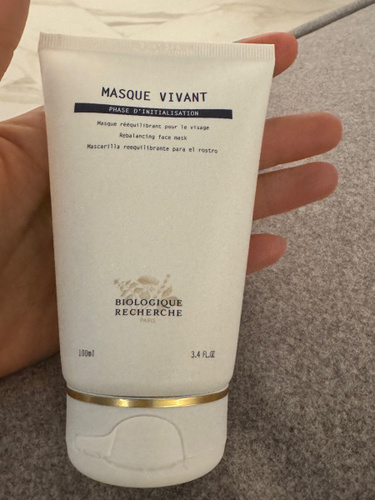 MASQUE VIVANT
PHASE D'INITIALISATION
Masque rééquilibrant pour le visage
Rebalancing face mask
Mascarilla reequilibrante para el rostro
BIOLOGIQUE
RECHERCHE
PARIS
100ml 3.4 FL.OZ